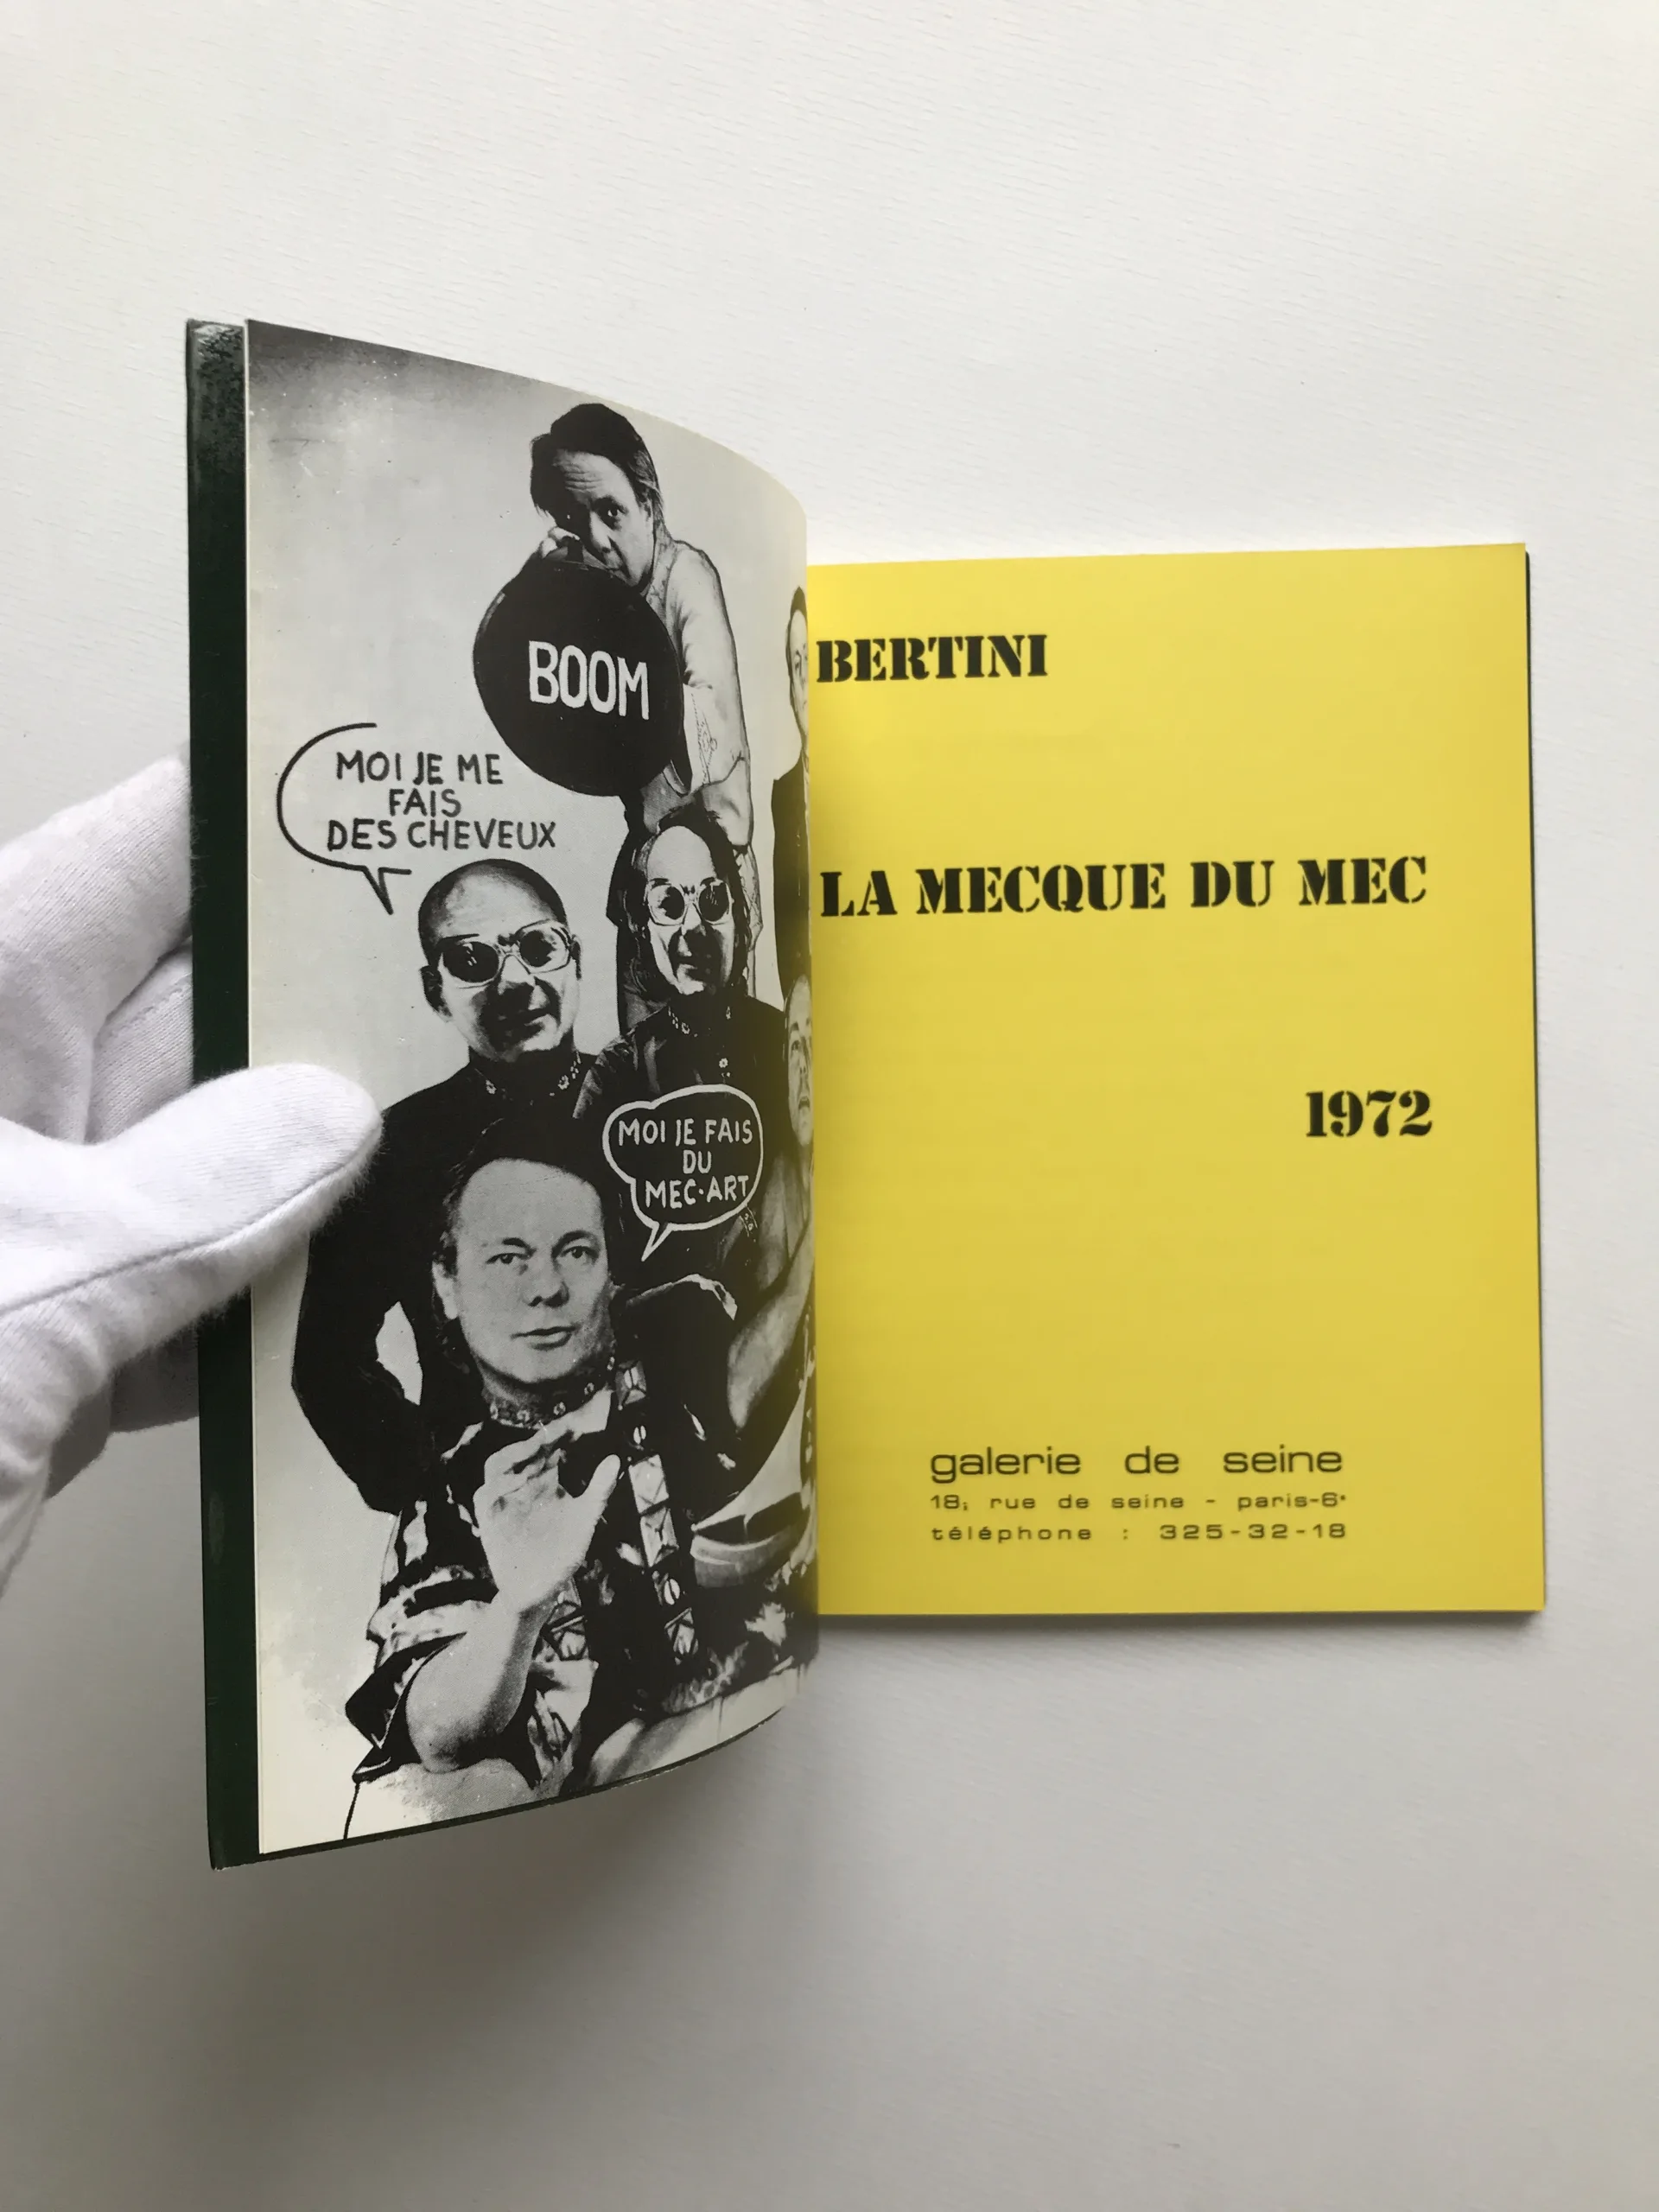 BOOM
MOI JE ME
FAIS
DES CHEVEUX
MOI JE FAIS
DU
MEC·ART
BERTINI
LA MECQUE DU MEC
1972
galerie de seine
18, rue de seine - paris-6e
téléphone : 325-32-18